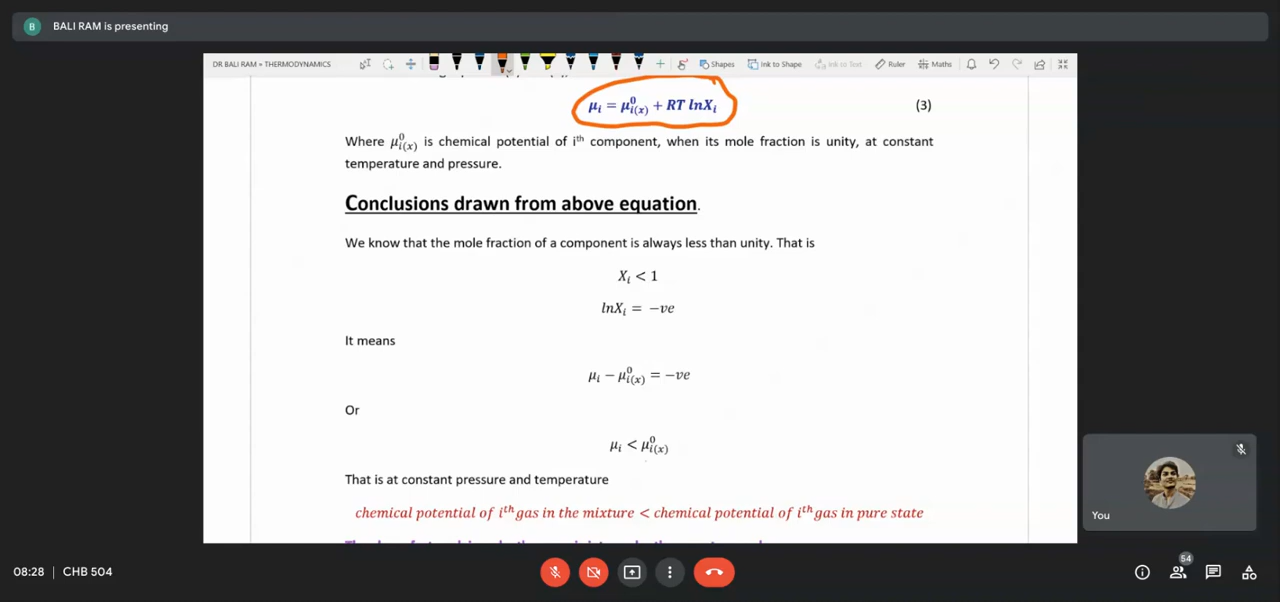 B BALI RAM is presenting
DR BALI RAM » THERMODYNAMICS Shapes Ink to Shape Ink to Text Ruler Maths
μᵢ = μ⁰ᵢ₍ₓ₎ + RT lnXᵢ (3)
Where μ⁰ᵢ₍ₓ₎ is chemical potential of iᵗʰ component, when its mole fraction is unity, at constant
temperature and pressure.
Conclusions drawn from above equation.
We know that the mole fraction of a component is always less than unity. That is
Xᵢ < 1
lnXᵢ = −ve
It means
μᵢ − μ⁰ᵢ₍ₓ₎ = −ve
Or
μᵢ < μ⁰ᵢ₍ₓ₎
That is at constant pressure and temperature
chemical potential of iᵗʰ gas in the mixture < chemical potential of iᵗʰ gas in pure state
You
08:28 | CHB 504
54